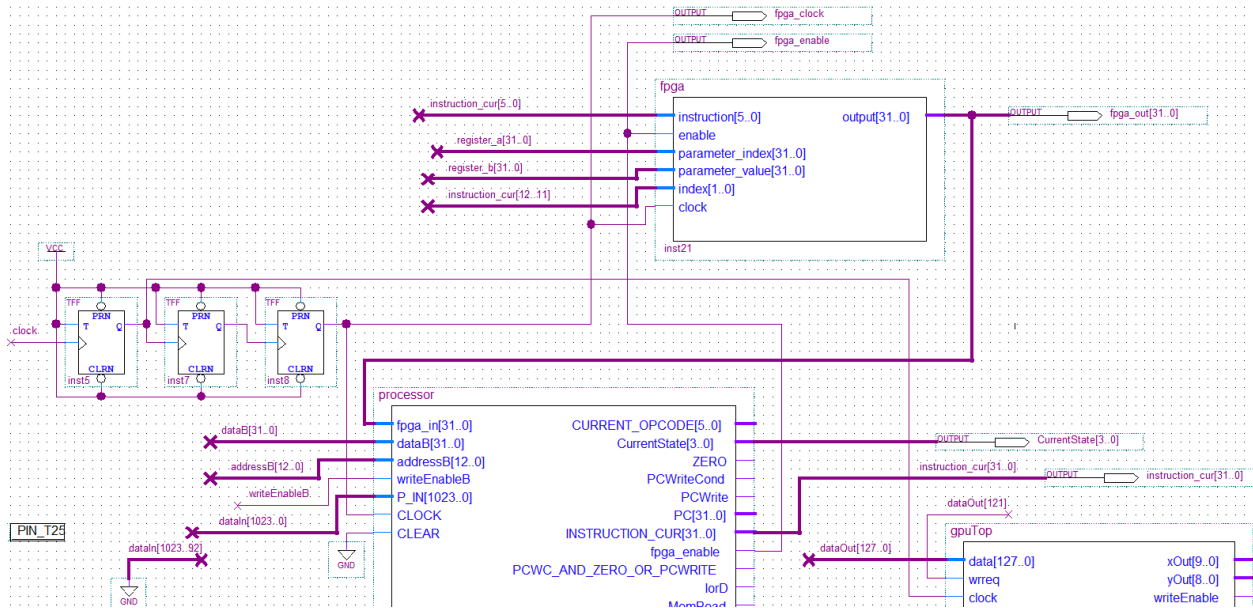 OUTPUT fpga_clock
OUTPUT fpga_enable
fpga
instruction_cur[5..0]
instruction[5..0] output[31..0]
OUTPUT fpga_out[31..0]
enable
register_a[31..0]
parameter_index[31..0]
register_b[31..0]
parameter_value[31..0]
instruction_cur[12..11]
index[1..0]
clock
inst21
VCC
TFF TFF TFF
PRN PRN PRN
T Q T Q T Q
clock
CLRN CLRN CLRN
inst5 inst7 inst8
processor
fpga_in[31..0] CURRENT_OPCODE[5..0]
dataB[31..0]
dataB[31..0] CurrentState[3..0]
OUTPUT CurrentState[3..0]
addressB[12..0]
addressB[12..0] ZERO
instruction_cur[31..0]
writeEnableB PCWriteCond
OUTPUT instruction_cur[31..0]
writeEnableB
P_IN[1023..0] PCWrite
dataOut[121]
CLOCK PC[31..0]
dataIn[1023..0]
PIN_T25
CLEAR INSTRUCTION_CUR[31..0]
gpuTop
dataIn[1023..92]
fpga_enable
dataOut[127..0]
GND
data[127..0] xOut[9..0]
PCWC_AND_ZERO_OR_PCWRITE
wrreq yOut[8..0]
IorD
GND
clock writeEnable
MemRead